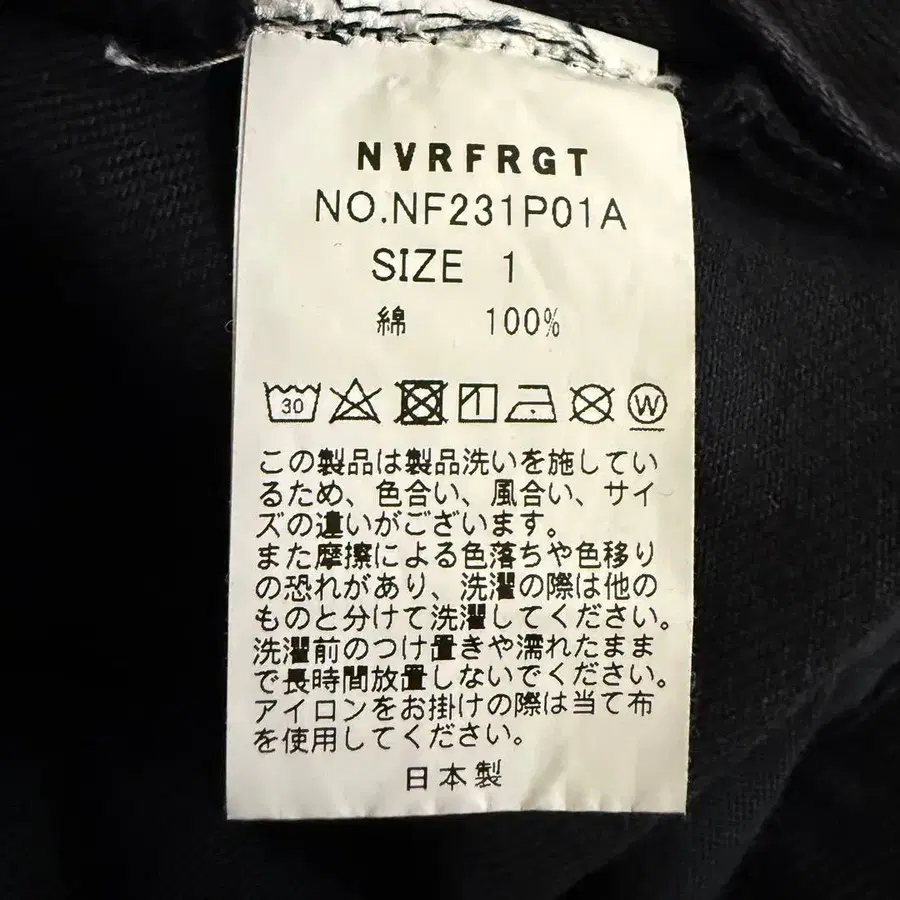 NVRFRGT
NO.NF231P01A
SIZE 1
綿 100%
30
W
この製品は製品洗いを施してい
るため、色合い、風合い、サイ
ズの違いがございます。
また摩擦による色落ちや色移り
の恐れがあり、洗濯の際は他の
ものと分けて洗濯してください。
洗濯前のつけ置きや濡れたまま
で長時間放置しないでください。
アイロンをお掛けの際は当て布
を使用してください。
日本製